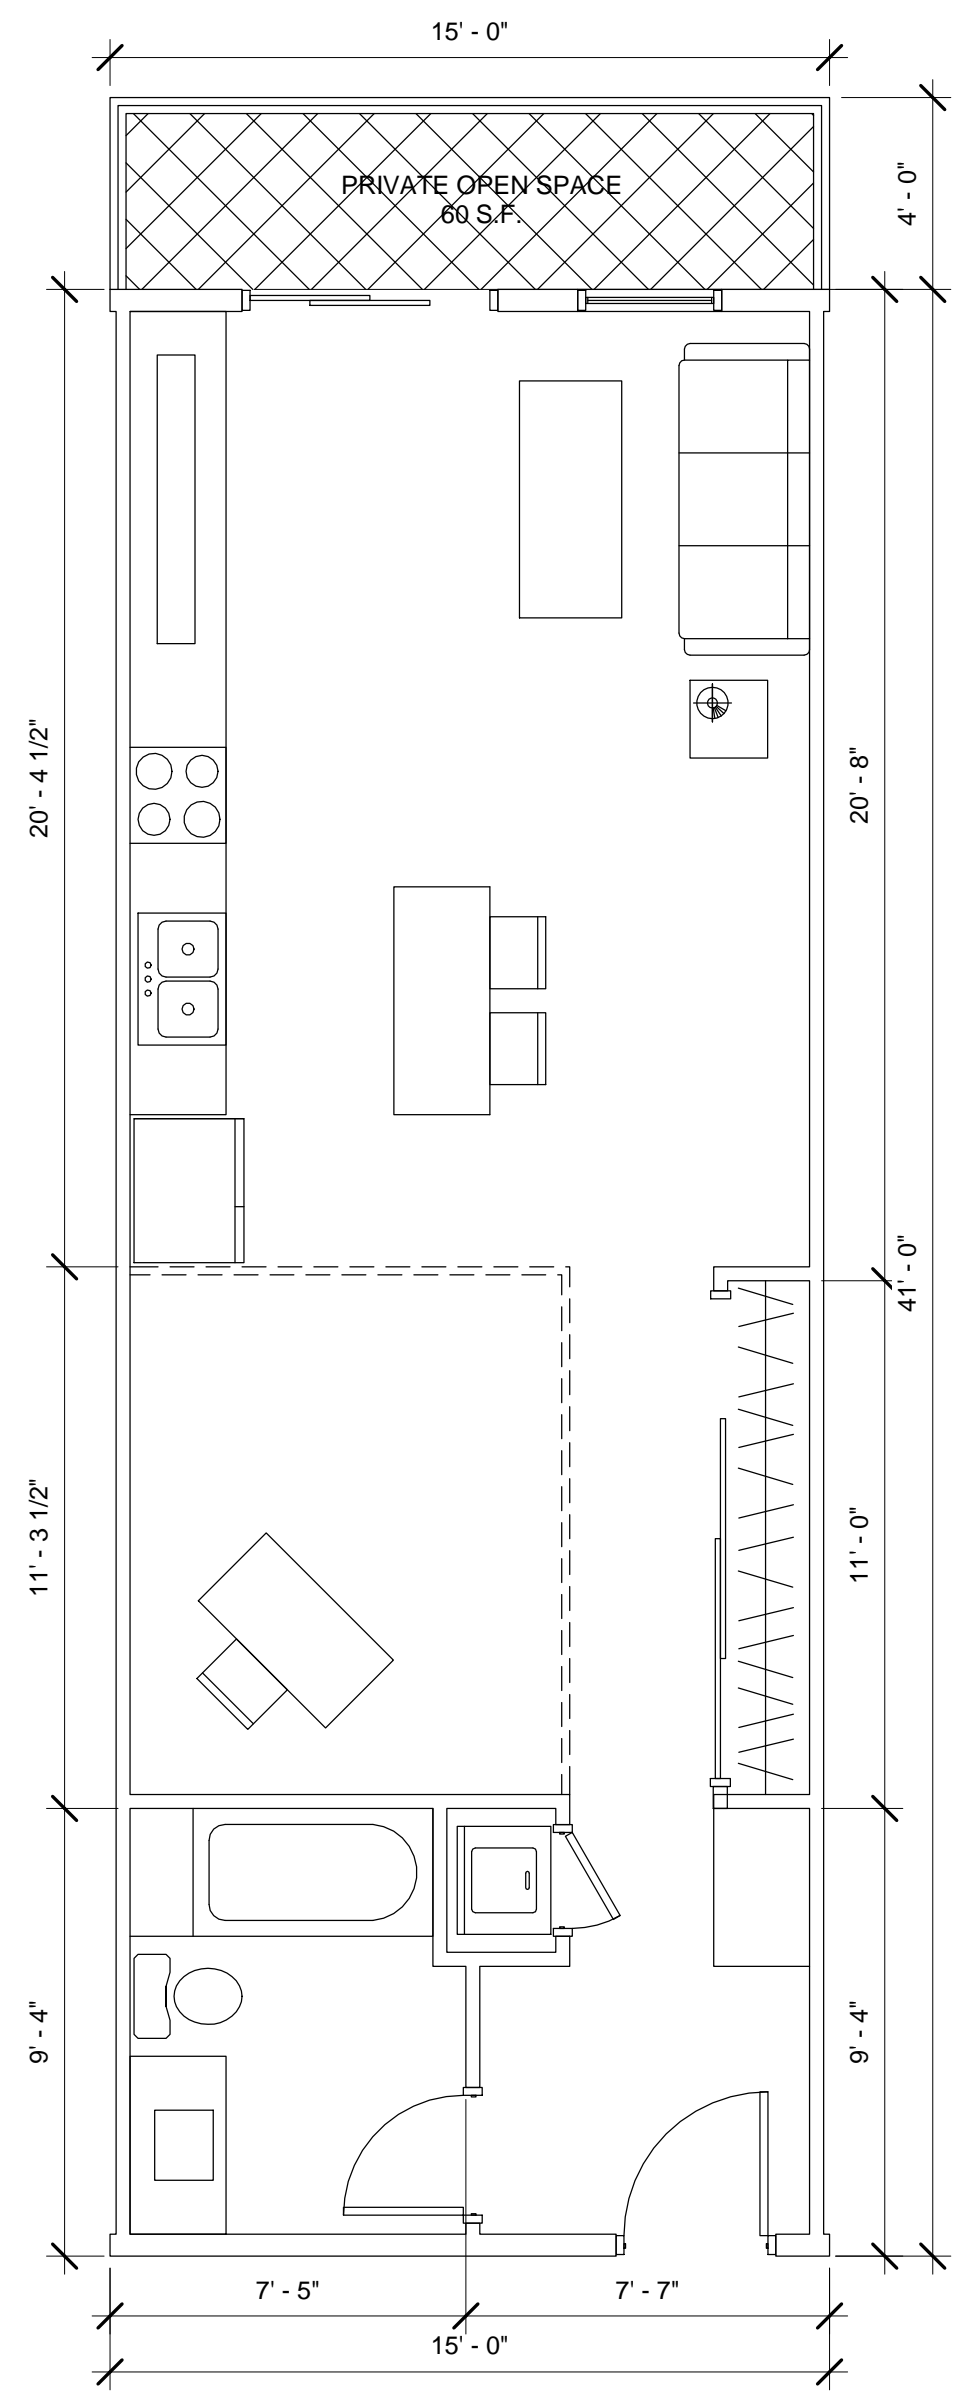 15' - 0"
PRIVATE OPEN SPACE
60 S.F.
4' - 0"
20' - 4 1/2"
20' - 8"
41' - 0"
11' - 3 1/2"
11' - 0"
9' - 4"
9' - 4"
7' - 5"
7' - 7"
15' - 0"